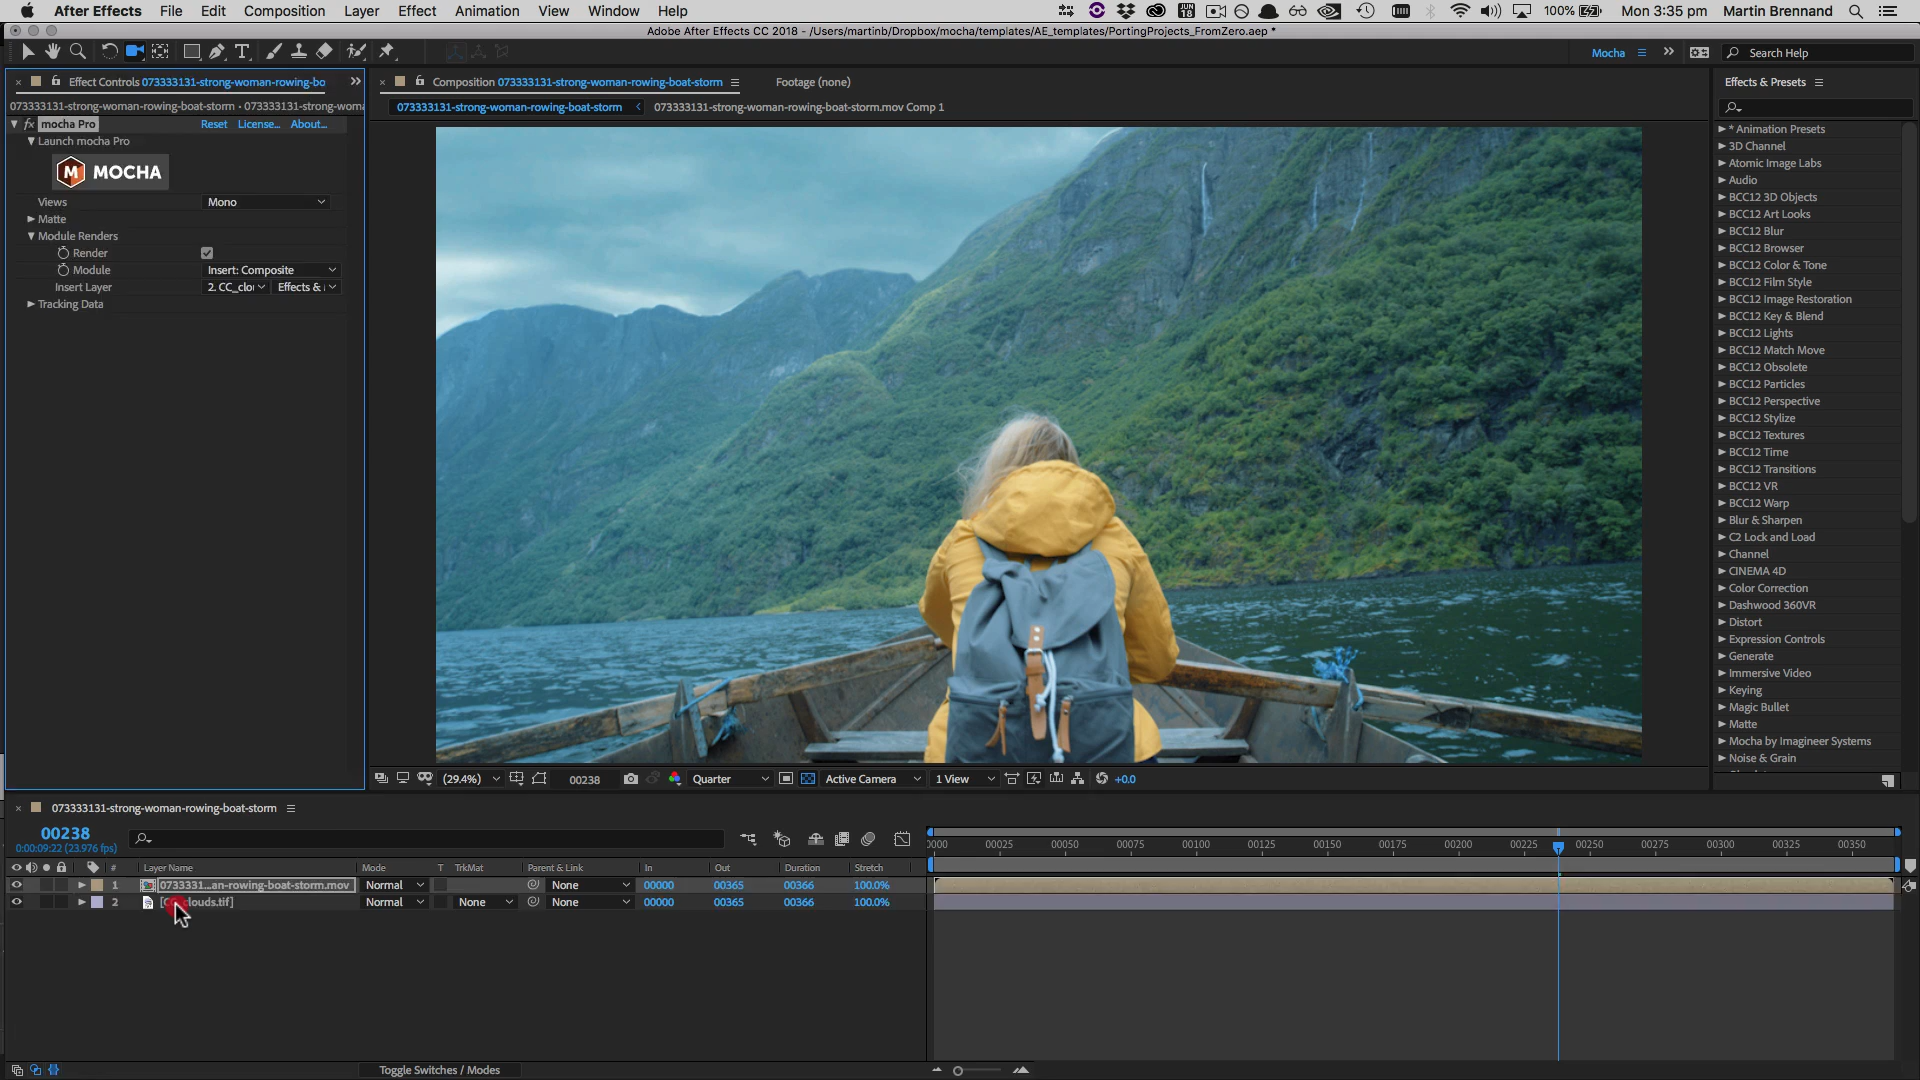 After Effects File Edit Composition Layer Effect Animation View Window Help
JUN 18 100% Mon 3:35 pm Martin Brennand
Adobe After Effects CC 2018 - /Users/martinb/Dropbox/mocha/templates/AE_templates/PortingProjects_FromZero.aep *
Mocha Search Help
Effect Controls 073333131-strong-woman-rowing-bo
073333131-strong-woman-rowing-boat-storm • 073333131-strong-woma
fx mocha Pro Reset License... About...
Launch mocha Pro
M MOCHA
Views Mono
Matte
Module Renders
Render
Module Insert: Composite
Insert Layer 2. CC_clou Effects &
Tracking Data
Composition 073333131-strong-woman-rowing-boat-storm Footage (none)
073333131-strong-woman-rowing-boat-storm 073333131-strong-woman-rowing-boat-storm.mov Comp 1
(29.4%) 00238 Quarter Active Camera 1 View +0.0
Effects & Presets
* Animation Presets
3D Channel
Atomic Image Labs
Audio
BCC12 3D Objects
BCC12 Art Looks
BCC12 Blur
BCC12 Browser
BCC12 Color & Tone
BCC12 Film Style
BCC12 Image Restoration
BCC12 Key & Blend
BCC12 Lights
BCC12 Match Move
BCC12 Obsolete
BCC12 Particles
BCC12 Perspective
BCC12 Stylize
BCC12 Textures
BCC12 Time
BCC12 Transitions
BCC12 VR
BCC12 Warp
Blur & Sharpen
C2 Lock and Load
Channel
CINEMA 4D
Color Correction
Dashwood 360VR
Distort
Expression Controls
Generate
Immersive Video
Keying
Magic Bullet
Matte
Mocha by Imagineer Systems
Noise & Grain
073333131-strong-woman-rowing-boat-storm
00238
0:00:09:22 (23.976 fps)
0000 00025 00050 00075 00100 00125 00150 00175 00200 00225 00250 00275 00300 00325 00350
# Layer Name Mode T TrkMat Parent & Link In Out Duration Stretch
1 0733331...an-rowing-boat-storm.mov Normal None 00000 00365 00366 100.0%
2 clouds.tif] Normal None None 00000 00365 00366 100.0%
Toggle Switches / Modes